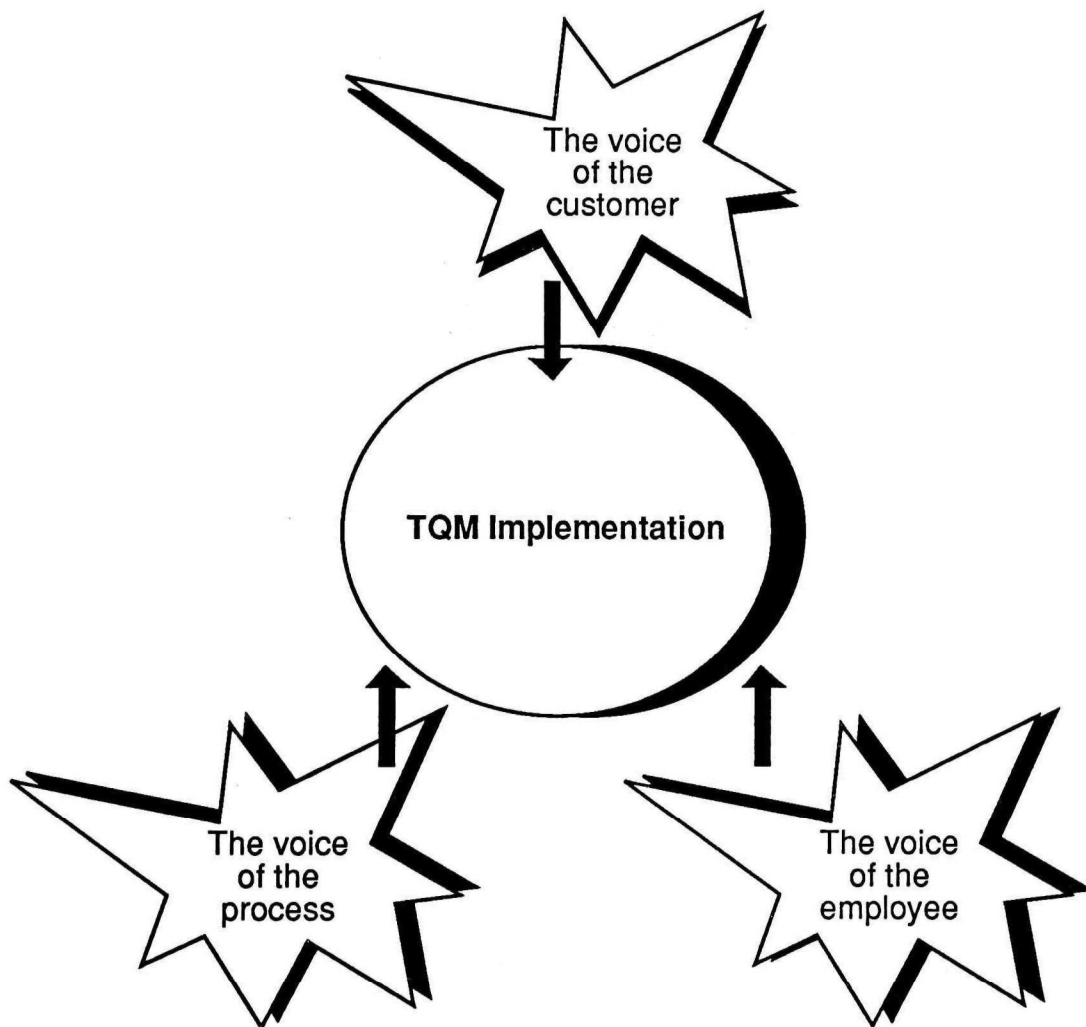 The voice
of the
customer
TQM Implementation
The voice
of the
process
The voice
of the
employee